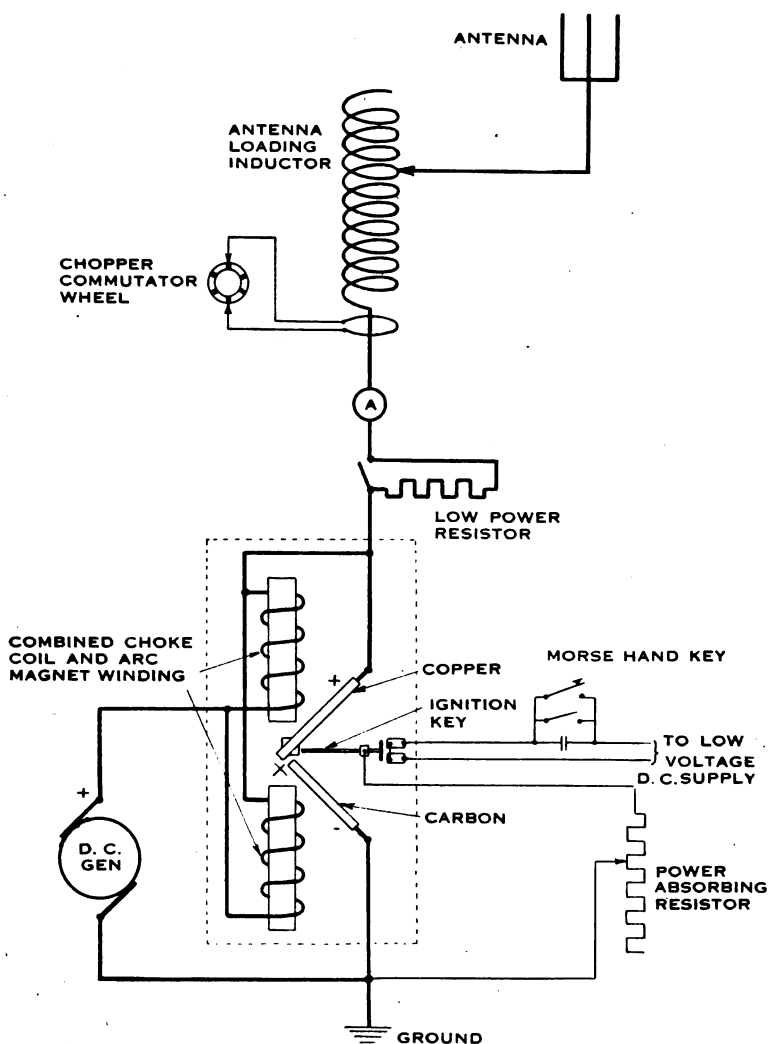 ANTENNA
ANTENNA
LOADING
INDUCTOR
CHOPPER
COMMUTATOR
WHEEL
A
LOW POWER
RESISTOR
COMBINED CHOKE
COIL AND ARC
MAGNET WINDING
+
COPPER
IGNITION
KEY
MORSE HAND KEY
TO LOW
VOLTAGE
D.C. SUPPLY
CARBON
-
+
D. C.
GEN
POWER
ABSORBING
RESISTOR
GROUND